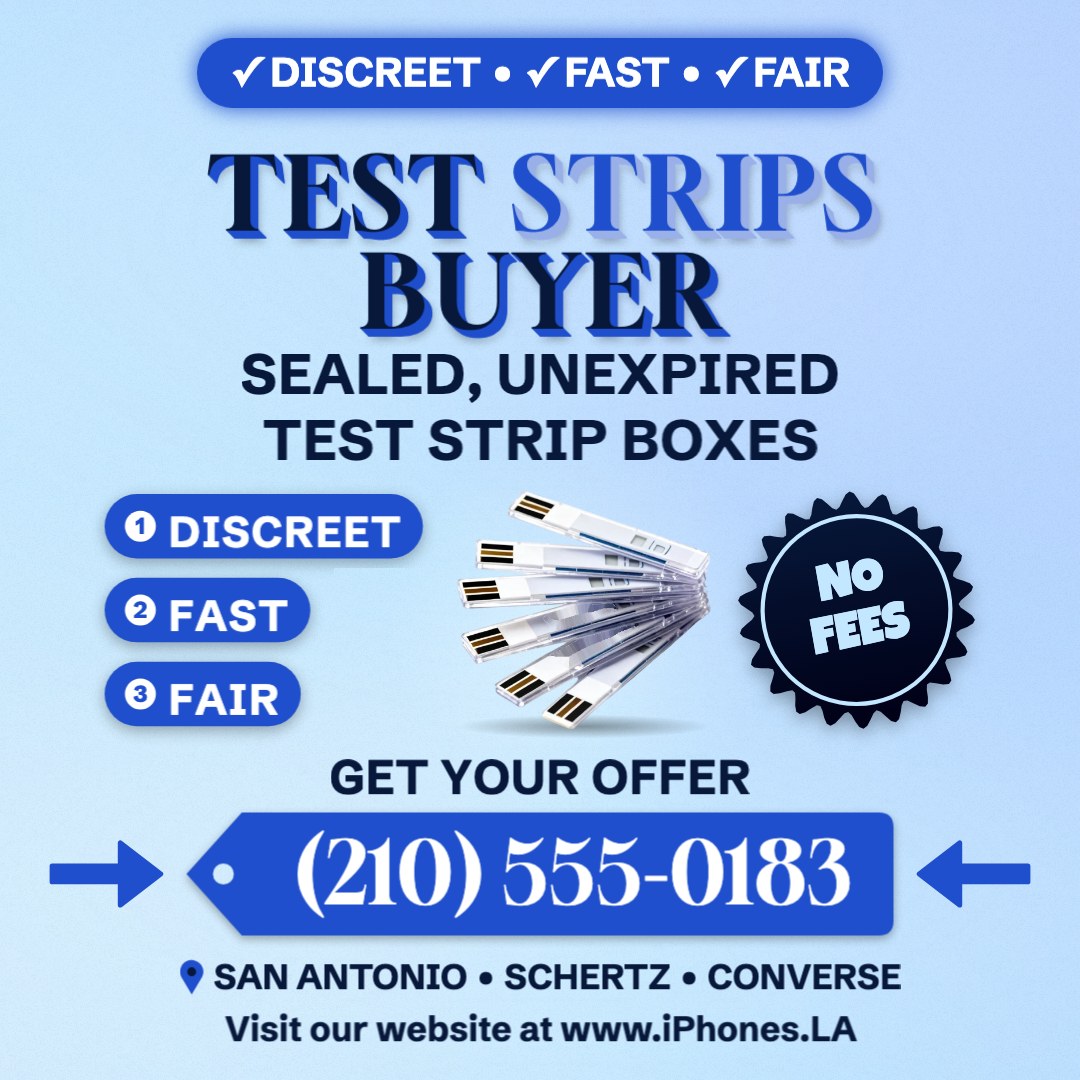 ✓DISCREET • ✓FAST • ✓FAIR
TEST STRIPS
BUYER
SEALED, UNEXPIRED
TEST STRIP BOXES
1 DISCREET
2 FAST
3 FAIR
NO
FEES
GET YOUR OFFER
(210) 555-0183
SAN ANTONIO • SCHERTZ • CONVERSE
Visit our website at www.iPhones.LA